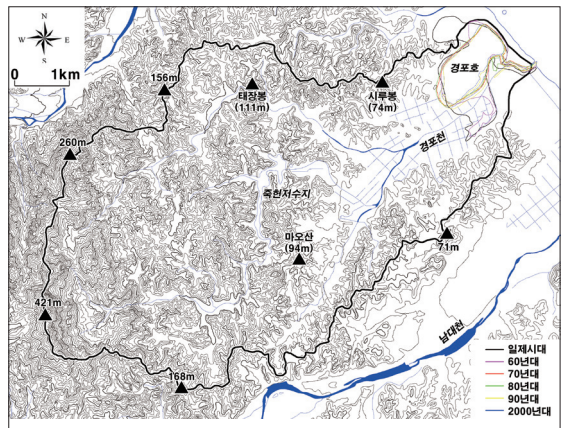 N
W E
S
0 1km
156m
태장봉
(111m)
시루봉
(74m)
경포호
260m
경포천
죽헌저수지
마오산
(94m)
71m
421m
남대천
168m
일제시대
60년대
70년대
80년대
90년대
2000년대